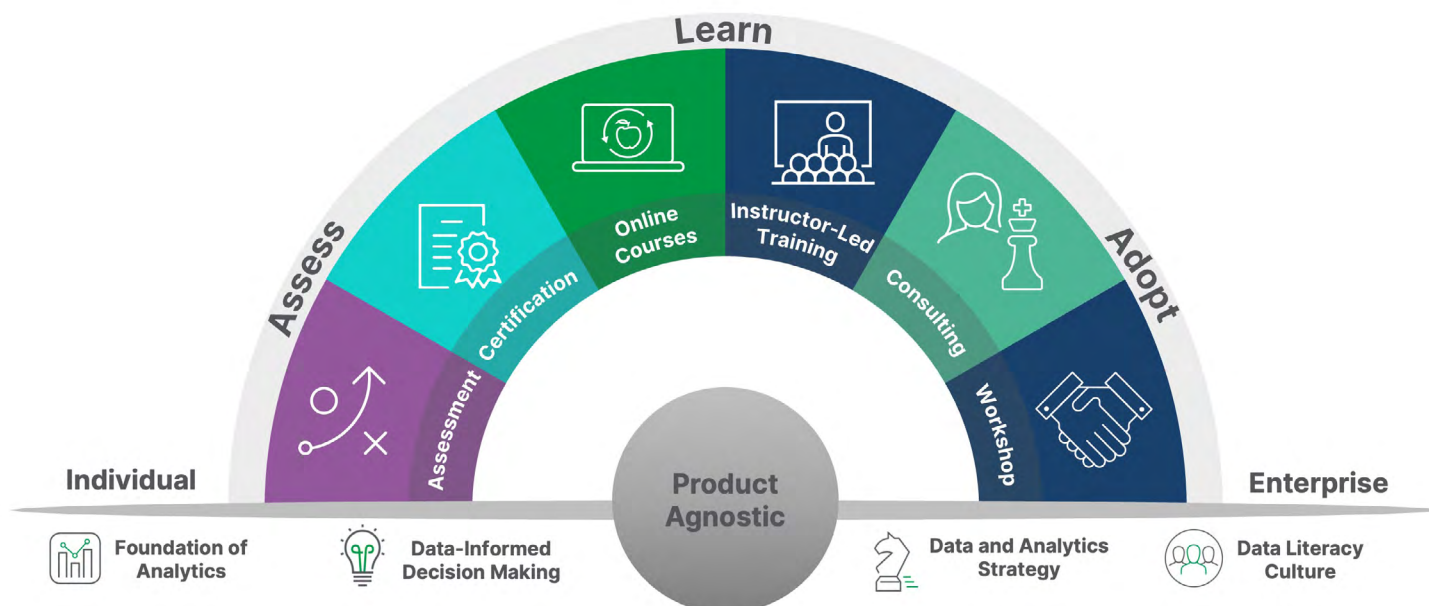 Learn
Assess
Adopt
Assessment
Certification
Online
Courses
Instructor-Led
Training
Consulting
Workshop
Individual
Product
Agnostic
Enterprise
Foundation of
Analytics
Data-Informed
Decision Making
Data and Analytics
Strategy
Data Literacy
Culture